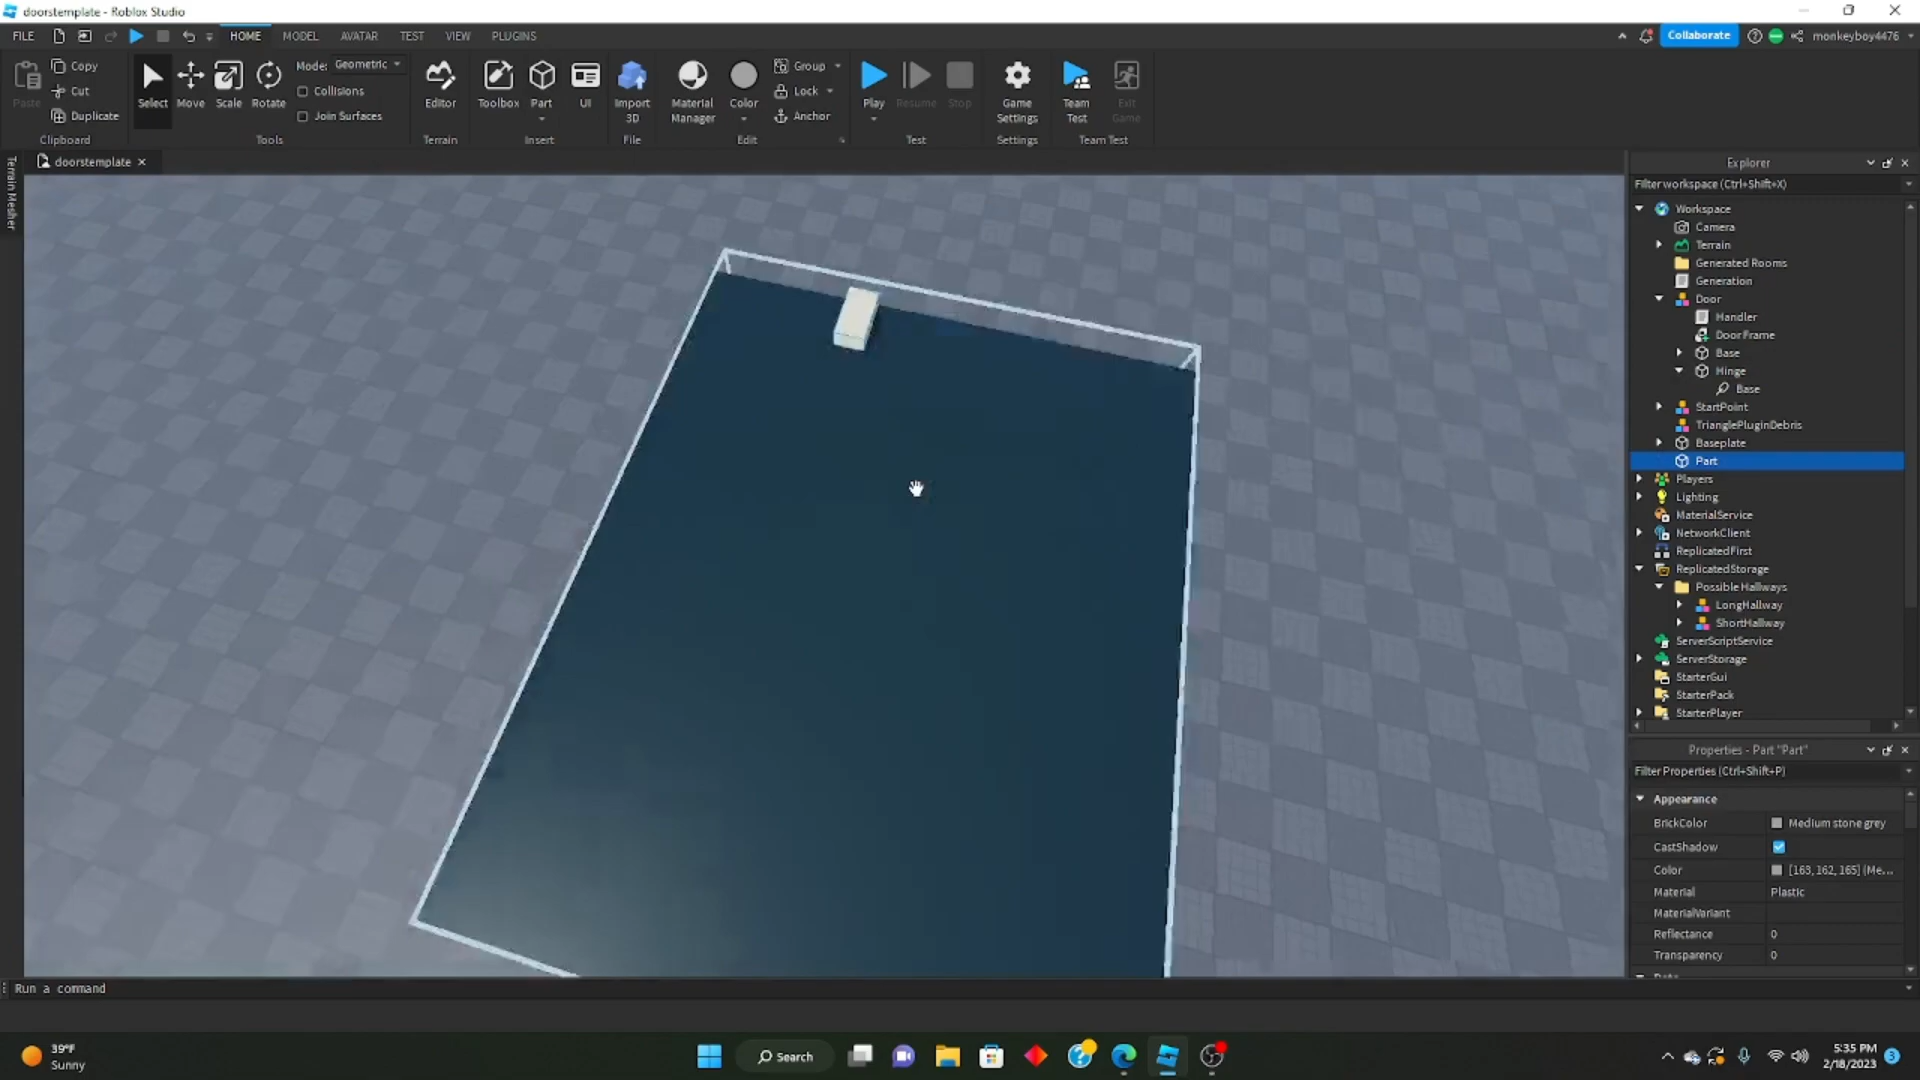 doorstemplate - Roblox Studio
FILE HOME MODEL AVATAR TEST VIEW PLUGINS Collaborate monkeyboy4476
Paste Copy Cut Duplicate Clipboard
Select Move Scale Rotate Mode: Geometric Collisions Join Surfaces Tools
Editor Terrain
Toolbox Part UI Insert
Import 3D File
Material Manager Color Group Lock Anchor Edit
Play Resume Stop Test
Game Settings Settings
Team Test Exit Game Team Test
doorstemplate
Terrain Mesher
Explorer
Filter workspace (Ctrl+Shift+X)
Workspace
Camera
Terrain
Generated Rooms
Generation
Door
Handler
DoorFrame
Base
Hinge
Base
StartPoint
TrianglePluginDebris
Baseplate
Part
Players
Lighting
MaterialService
NetworkClient
ReplicatedFirst
ReplicatedStorage
Possible Hallways
LongHallway
ShortHallway
ServerScriptService
ServerStorage
StarterGui
StarterPack
StarterPlayer
Properties - Part "Part"
Filter Properties (Ctrl+Shift+P)
Appearance
BrickColor Medium stone grey
CastShadow
Color [163, 162, 165] (Me...
Material Plastic
MaterialVariant
Reflectance 0
Transparency 0
Run a command
39°F
Sunny
Search
5:35 PM
2/18/2023
3